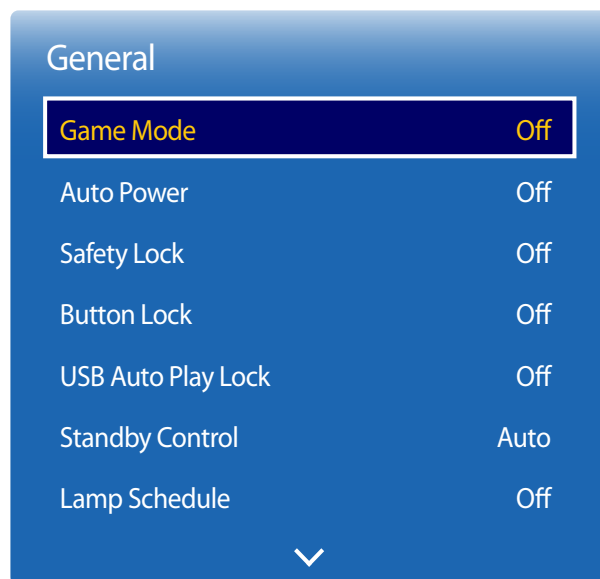 General
Game Mode Off
Auto Power Off
Safety Lock Off
Button Lock Off
USB Auto Play Lock Off
Standby Control Auto
Lamp Schedule Off